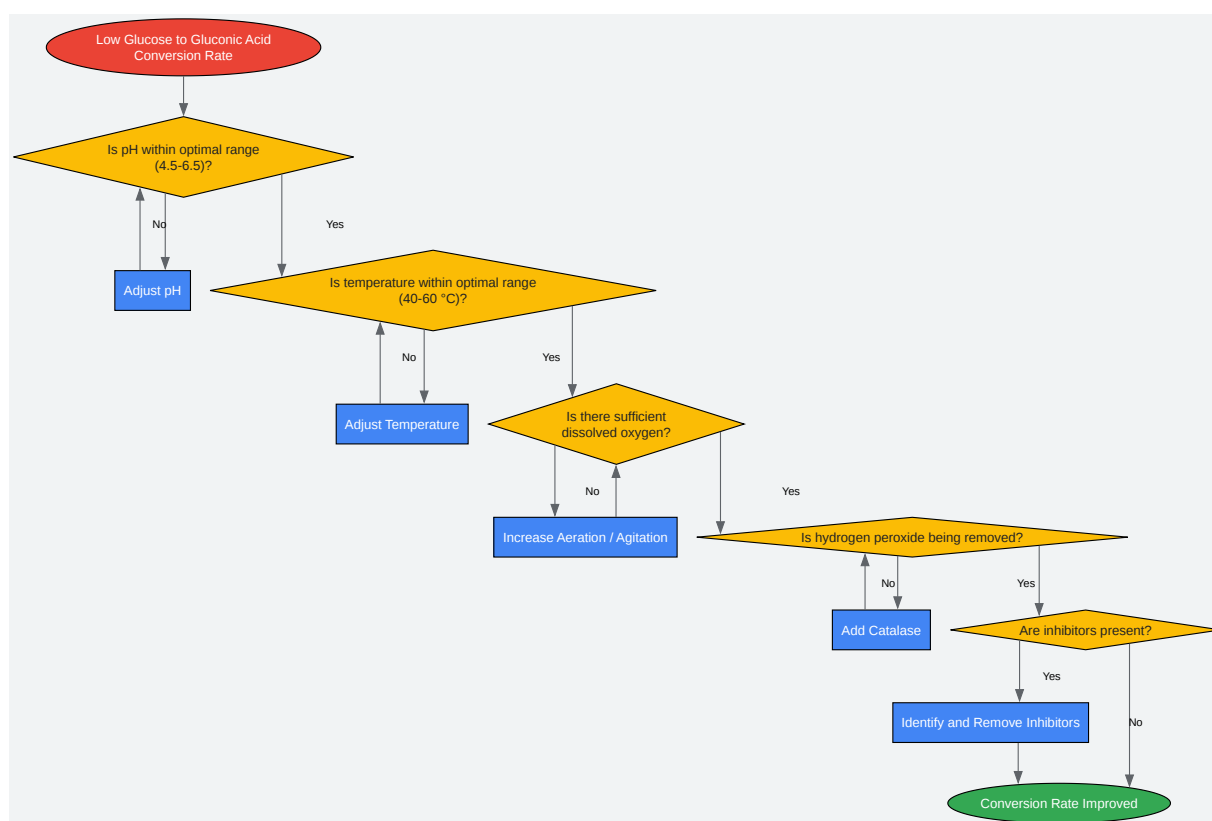 Low Glucose to Gluconic Acid
Conversion Rate
Is pH within optimal range
(4.5-6.5)?
No
Yes
Adjust pH
Is temperature within optimal range
(40-60 °C)?
No
Yes
Adjust Temperature
Is there sufficient
dissolved oxygen?
No
Yes
Increase Aeration / Agitation
Is hydrogen peroxide being removed?
No
Yes
Add Catalase
Are inhibitors present?
Yes
Identify and Remove Inhibitors
No
Conversion Rate Improved